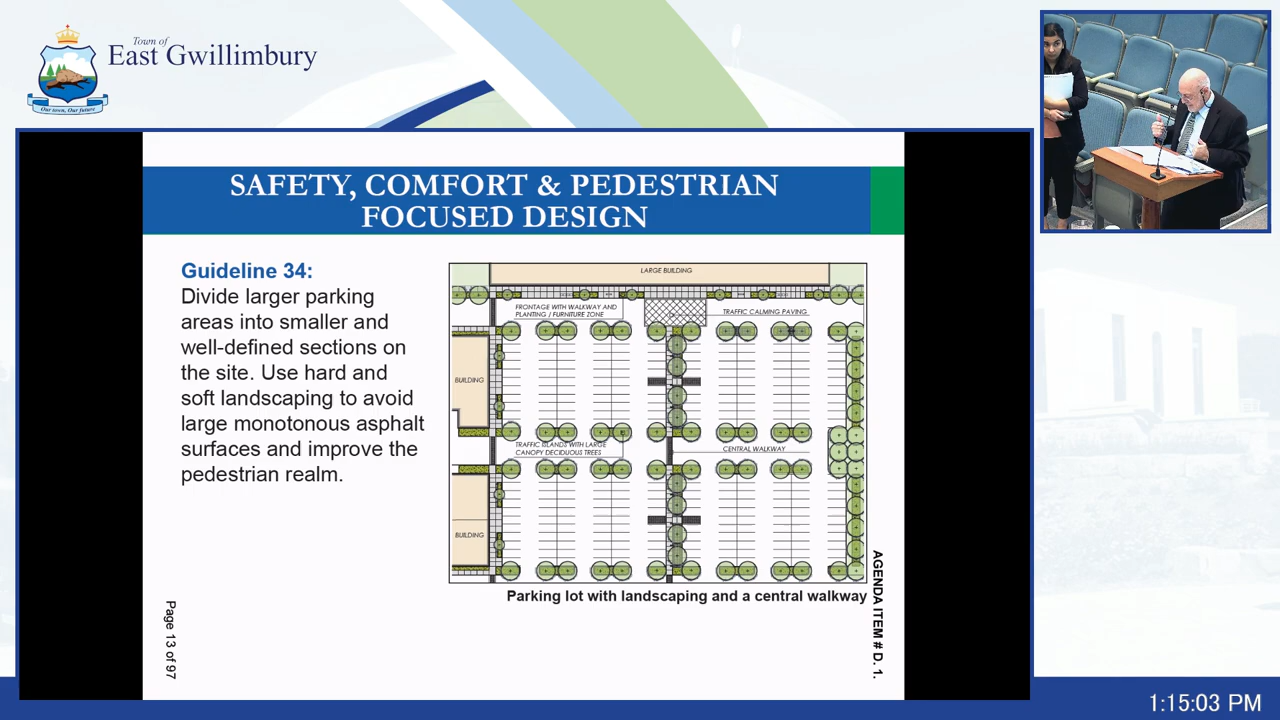 Town of
East Gwillimbury
Our town, Our future
SAFETY, COMFORT & PEDESTRIAN
FOCUSED DESIGN
Guideline 34:
Divide larger parking
areas into smaller and
well-defined sections on
the site. Use hard and
soft landscaping to avoid
large monotonous asphalt
surfaces and improve the
pedestrian realm.
LARGE BUILDING
FRONTAGE WITH WALKWAY AND
PLANTING / FURNITURE ZONE
TRAFFIC CALMING PAVING
BUILDING
TRAFFIC ISLANDS WITH LARGE
CANOPY DECIDUOUS TREES
CENTRAL WALKWAY
BUILDING
Parking lot with landscaping and a central walkway
Page 13 of 97
AGENDA ITEM # D. 1.
1:15:03 PM